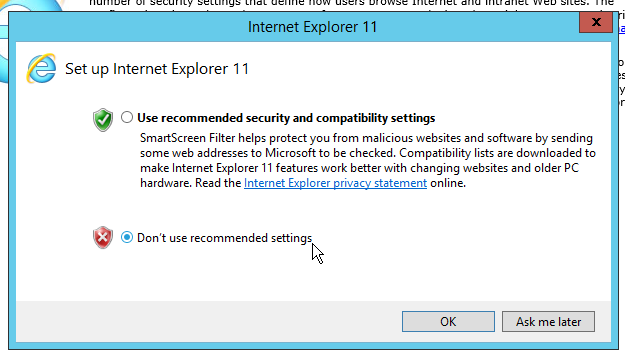 number of security settings that define how users browse Internet and Intranet Web sites. The
Internet Explorer 11
x
Set up Internet Explorer 11
Use recommended security and compatibility settings
SmartScreen Filter helps protect you from malicious websites and software by sending
some web addresses to Microsoft to be checked. Compatibility lists are downloaded to
make Internet Explorer 11 features work better with changing websites and older PC
hardware. Read the Internet Explorer privacy statement online.
Don't use recommended settings
OK
Ask me later